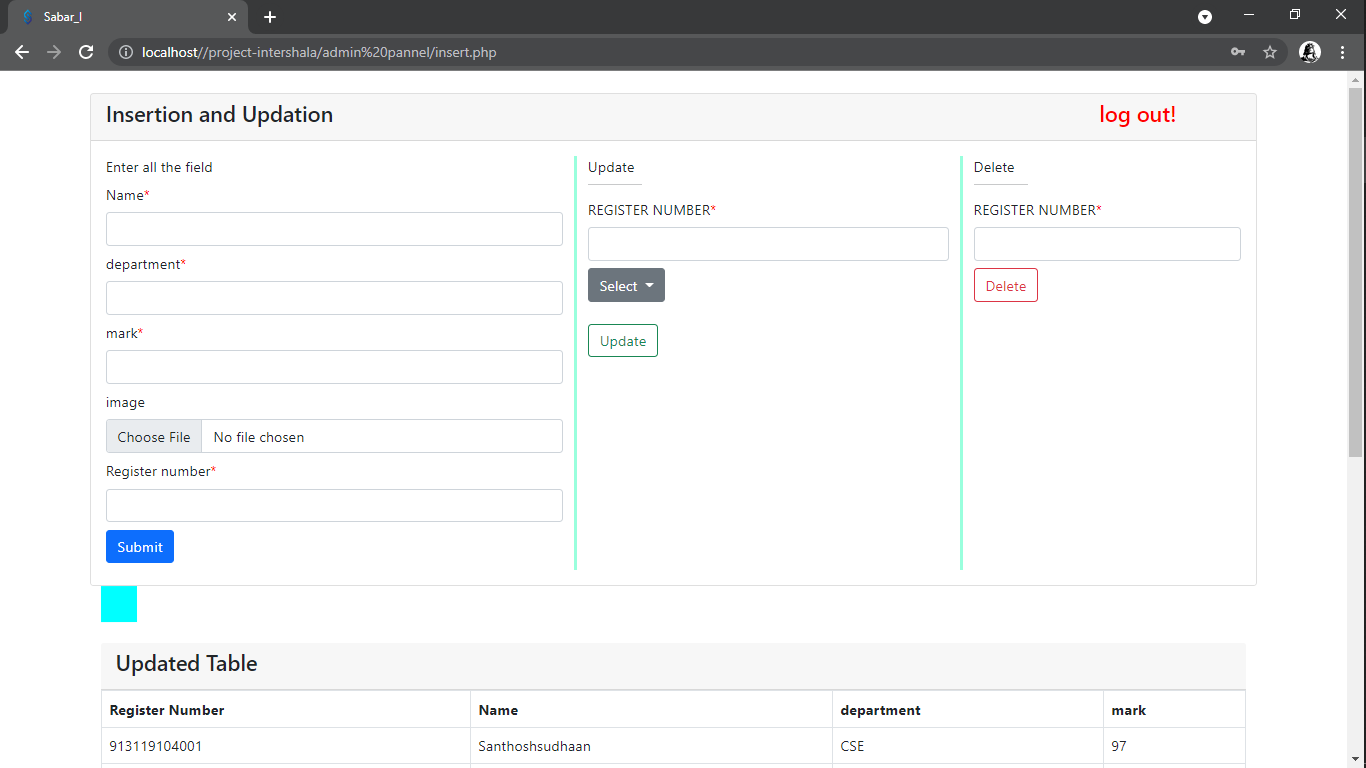 Sabar_I
localhost//project-intershala/admin%20pannel/insert.php
Insertion and Updation
log out!
Enter all the field
Name*
department*
mark*
image
Choose File No file chosen
Register number*
Submit
Update
REGISTER NUMBER*
Select
Update
Delete
REGISTER NUMBER*
Delete
Updated Table
Register Number Name department mark
913119104001 Santhoshsudhaan CSE 97